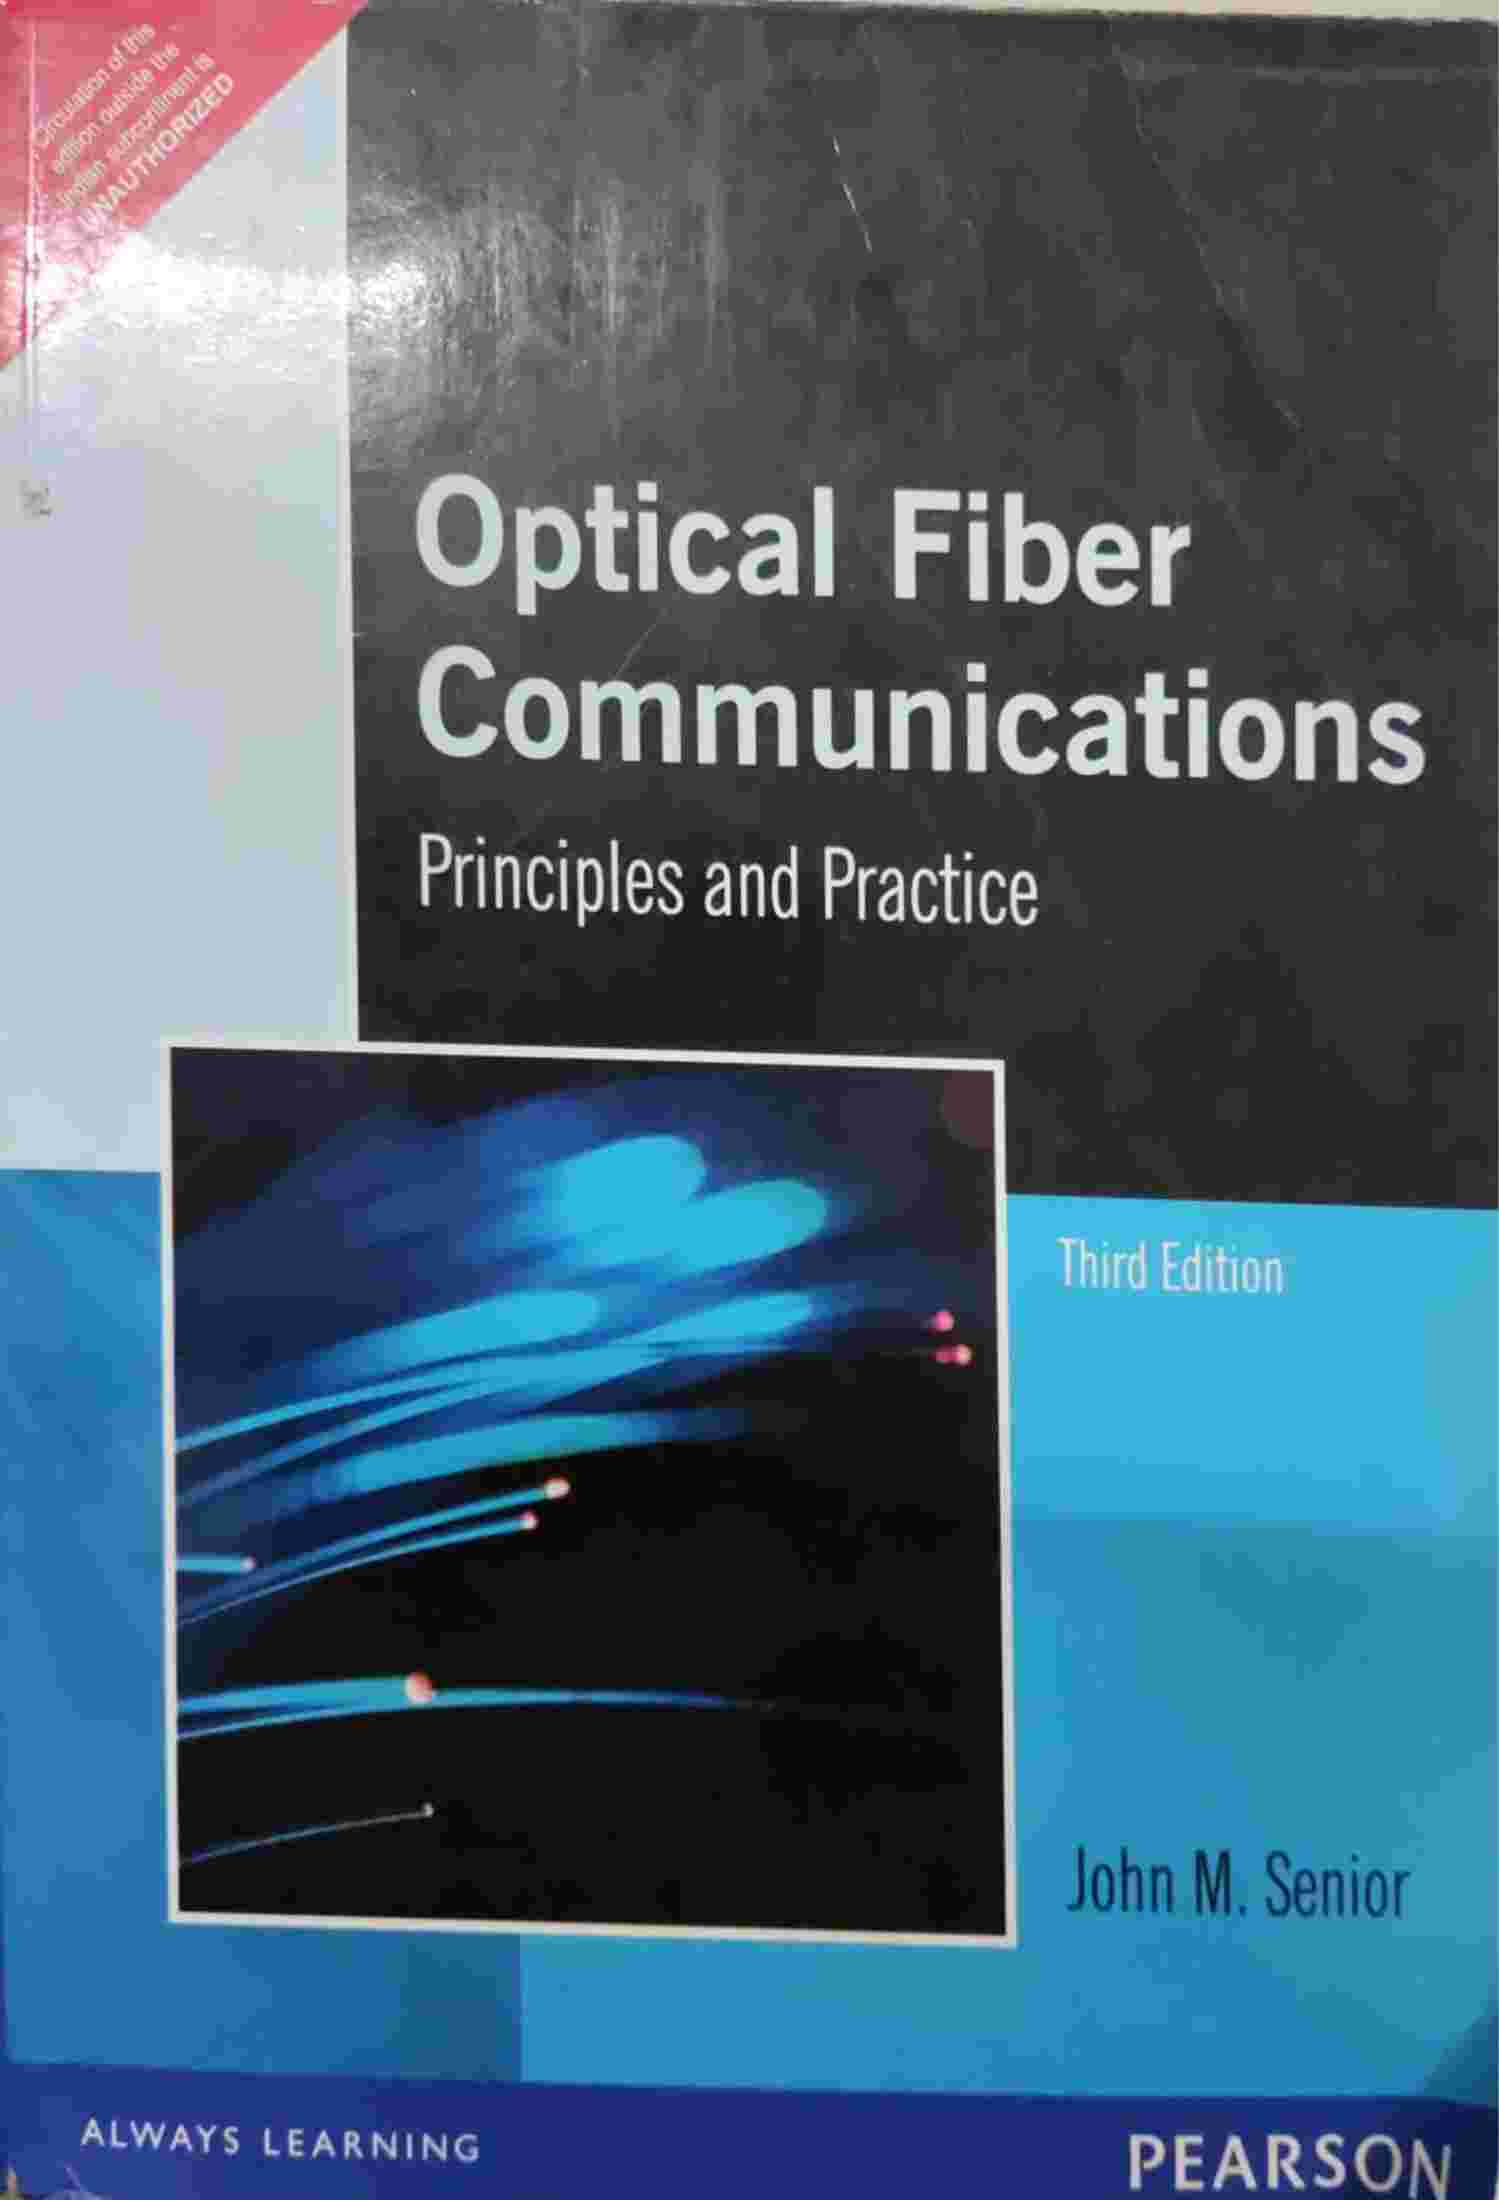 Circulation of this
edition outside the
Indian subcontinent is
UNAUTHORIZED
Optical Fiber
Communications
Principles and Practice
Third Edition
John M. Senior
ALWAYS LEARNING
PEARSON